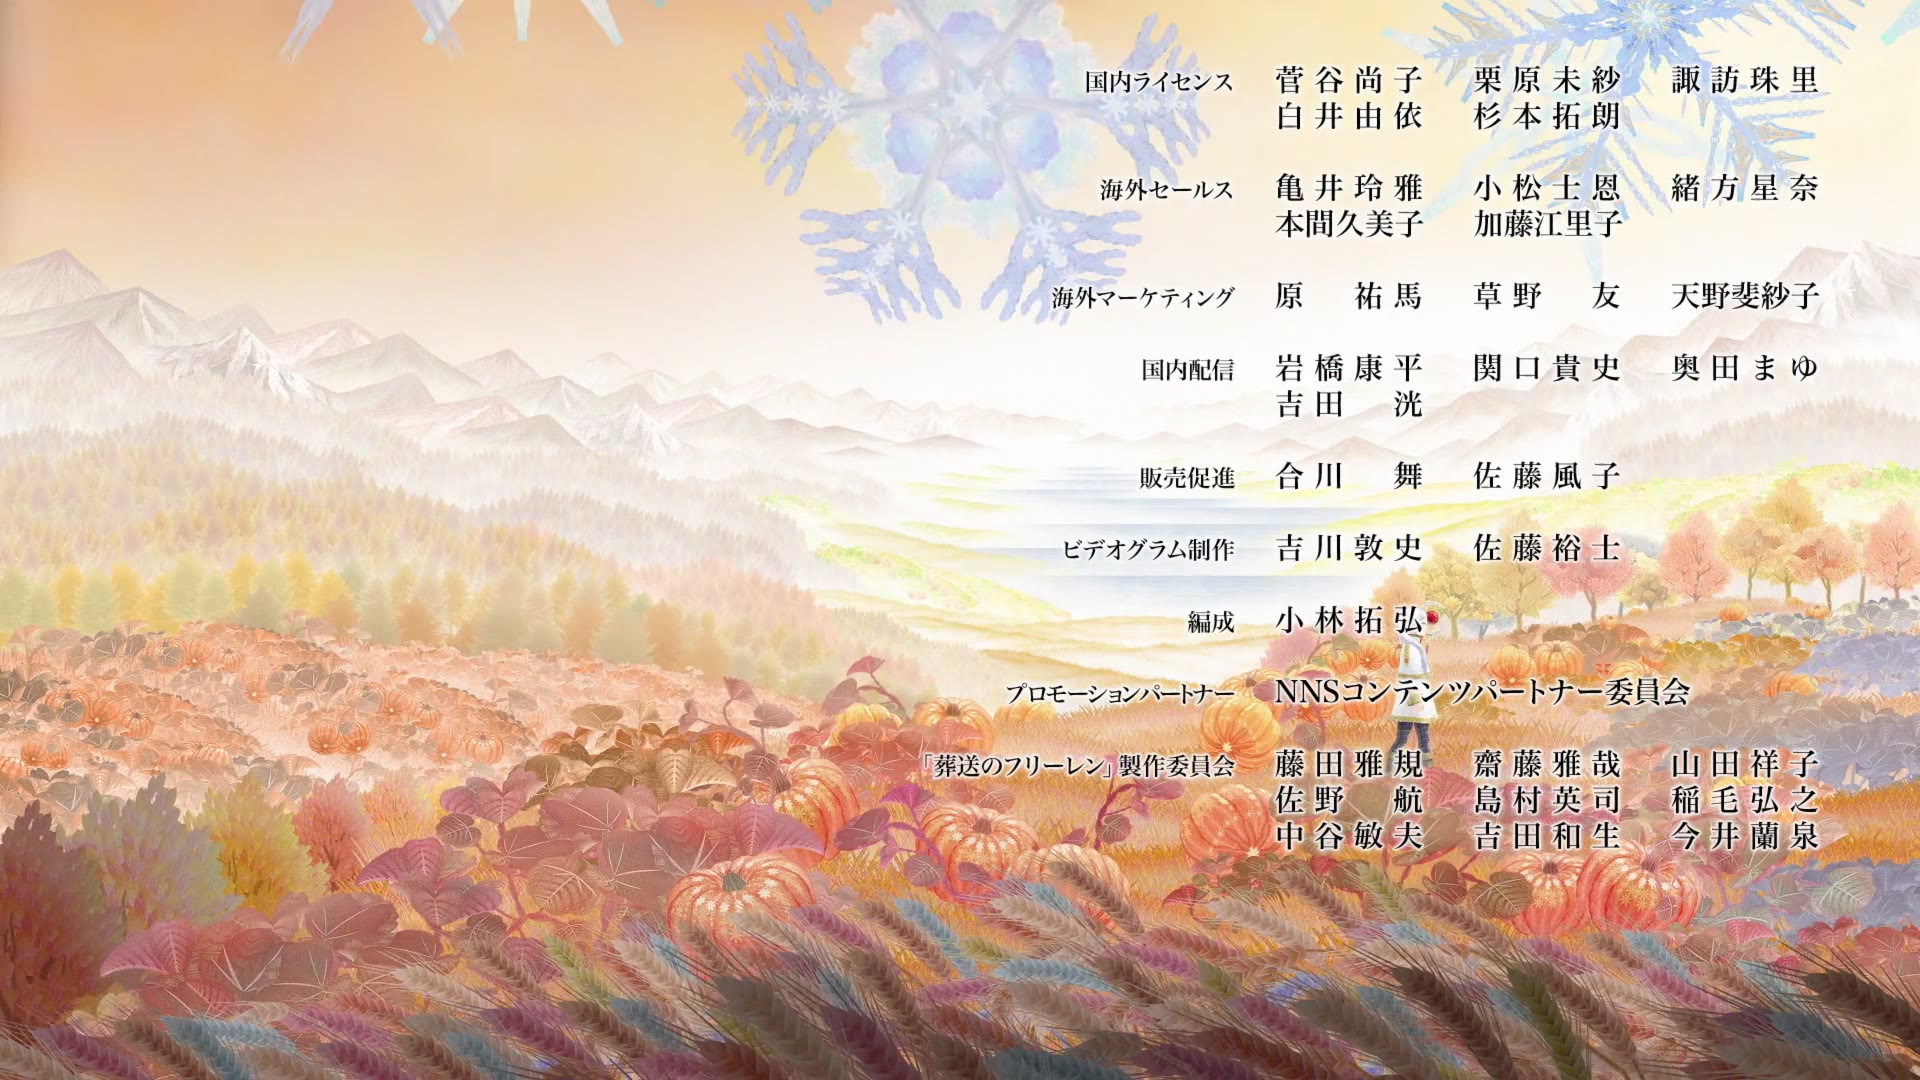 国内ライセンス 菅谷尚子 栗原未紗 諏訪珠里
白井由依 杉本拓朗
海外セールス 亀井玲雅 小松士恩 緒方星奈
本間久美子 加藤江里子
海外マーケティング 原 祐馬 草野 友 天野斐紗子
国内配信 岩橋康平 関口貴史 奥田まゆ
吉田 洸
販売促進 合川 舞 佐藤風子
ビデオグラム制作 吉川敦史 佐藤裕士
編成 小林拓弘
プロモーションパートナー NNSコンテンツパートナー委員会
「葬送のフリーレン」製作委員会 藤田雅規 齋藤雅哉 山田祥子
佐野 航 島村英司 稲毛弘之
中谷敏夫 吉田和生 今井蘭泉